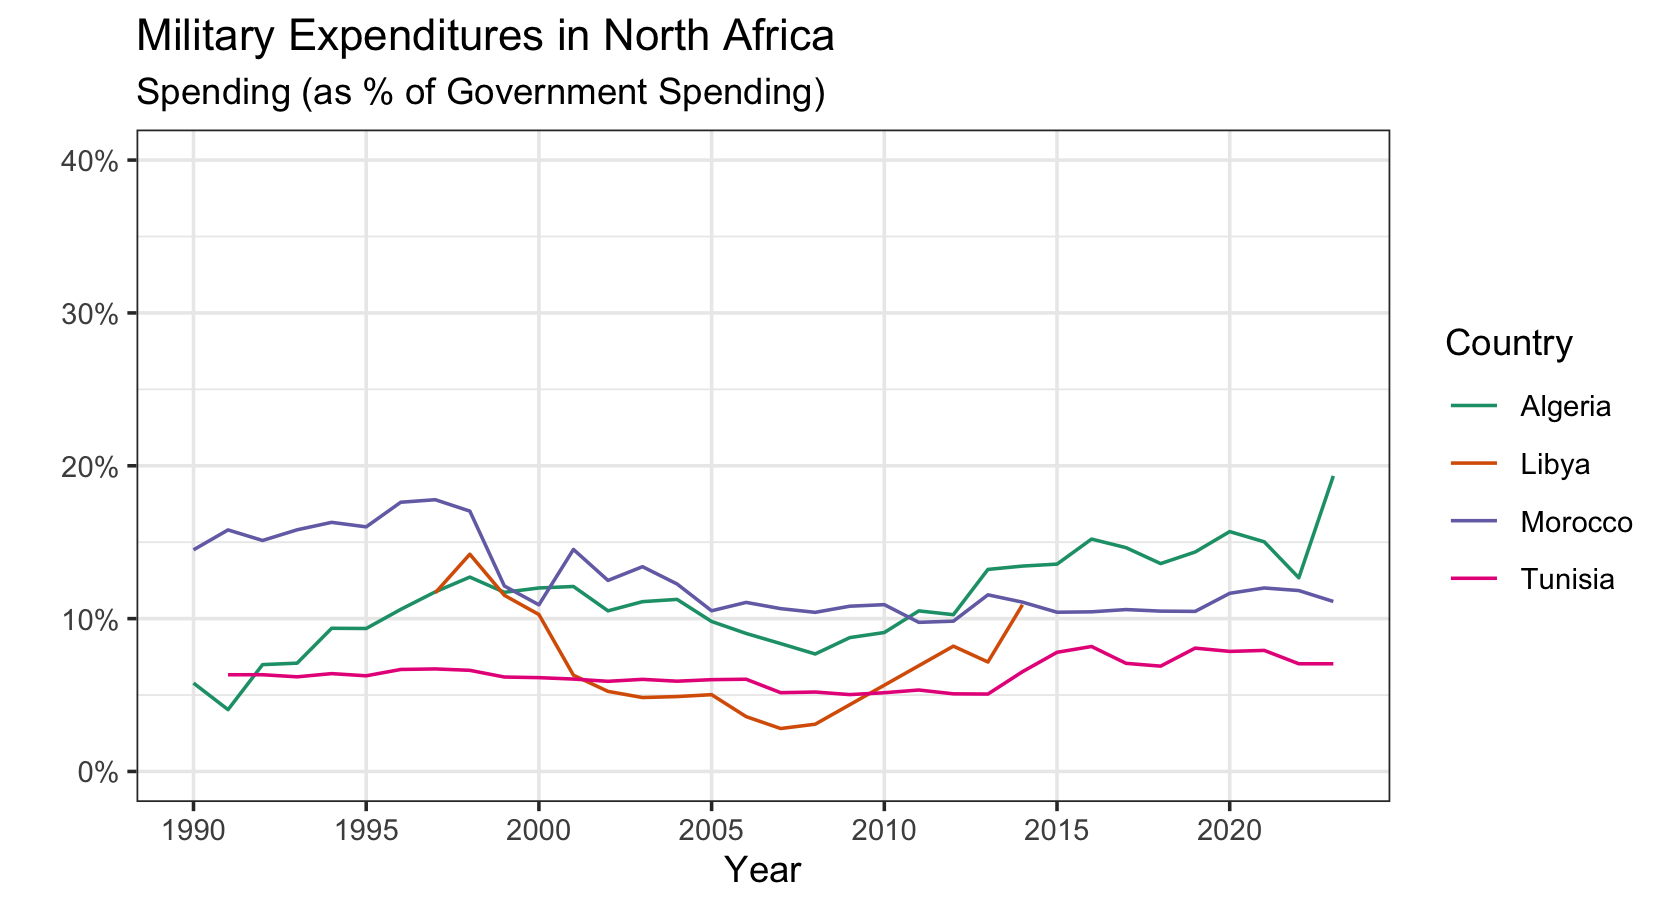 Military Expenditures in North Africa
Spending (as % of Government Spending)
40%
30%
20%
10%
0%
1990 1995 2000 2005 2010 2015 2020
Year
Country
Algeria
Libya
Morocco
Tunisia